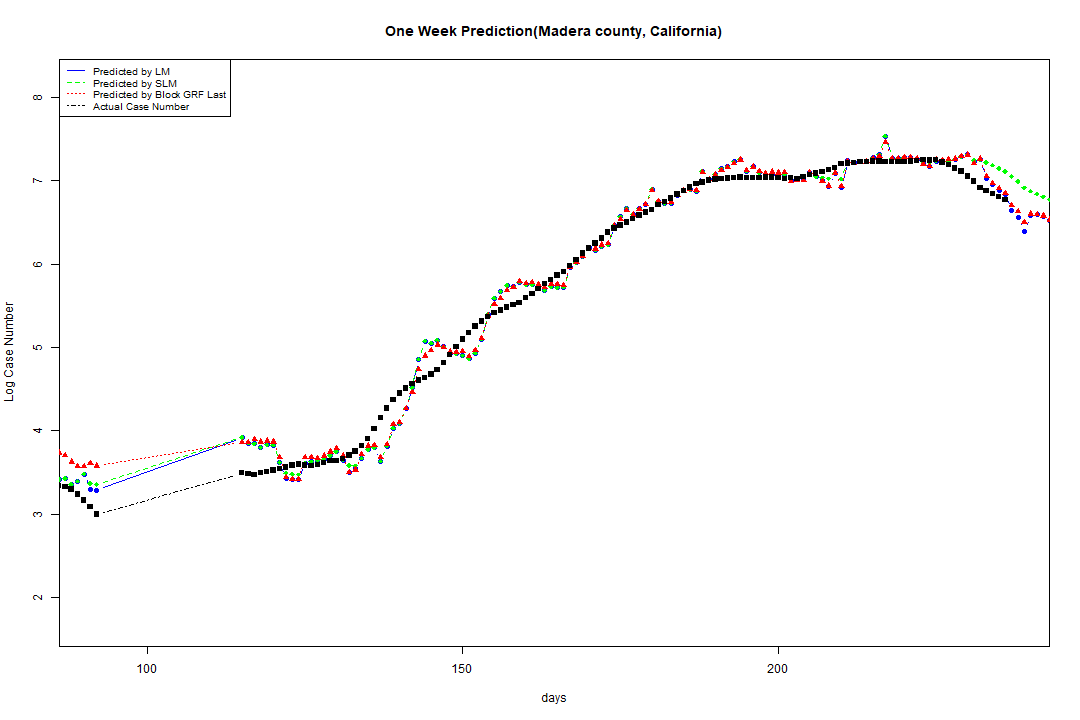 One Week Prediction(Madera county, California)
Predicted by LM
Predicted by SLM
Predicted by Block GRF Last
Actual Case Number
8
7
6
5
4
3
2
Log Case Number
100 150 200
days